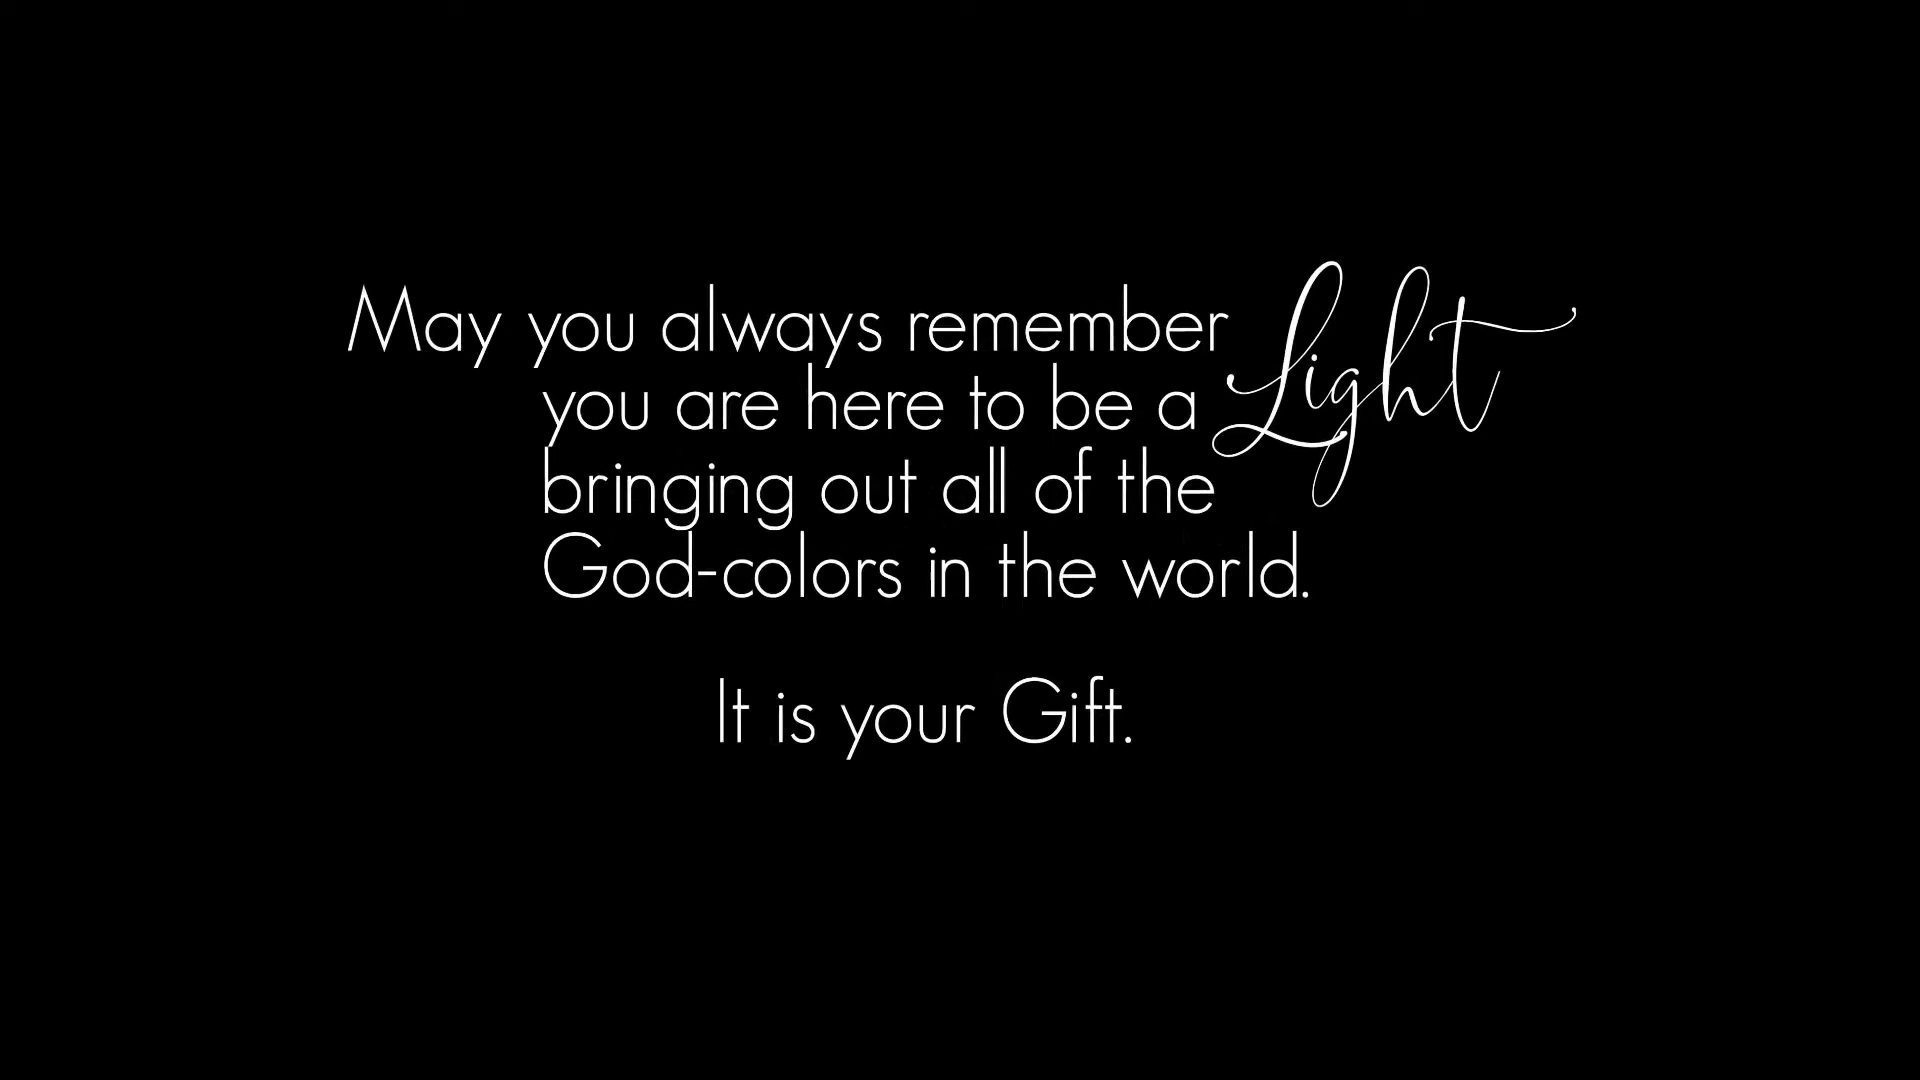 May you always remember
you are here to be a Light
bringing out all of the
God-colors in the world.
It is your Gift.